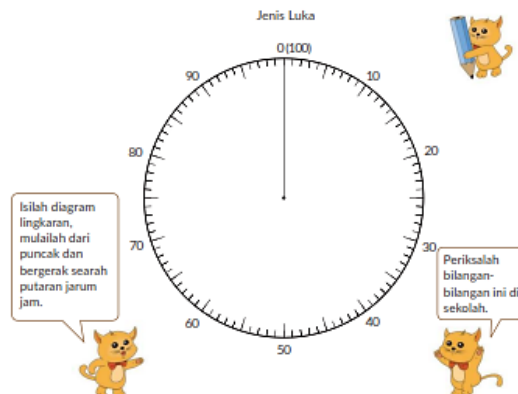 Jenis Luka
0(100)
90
10
80
20
Isilah diagram
lingkaran,
mulailah dari
puncak dan
bergerak searah
putaran jarum
jam.
70
30
Periksalah
bilangan-
bilangan ini di
sekolah.
60
40
50